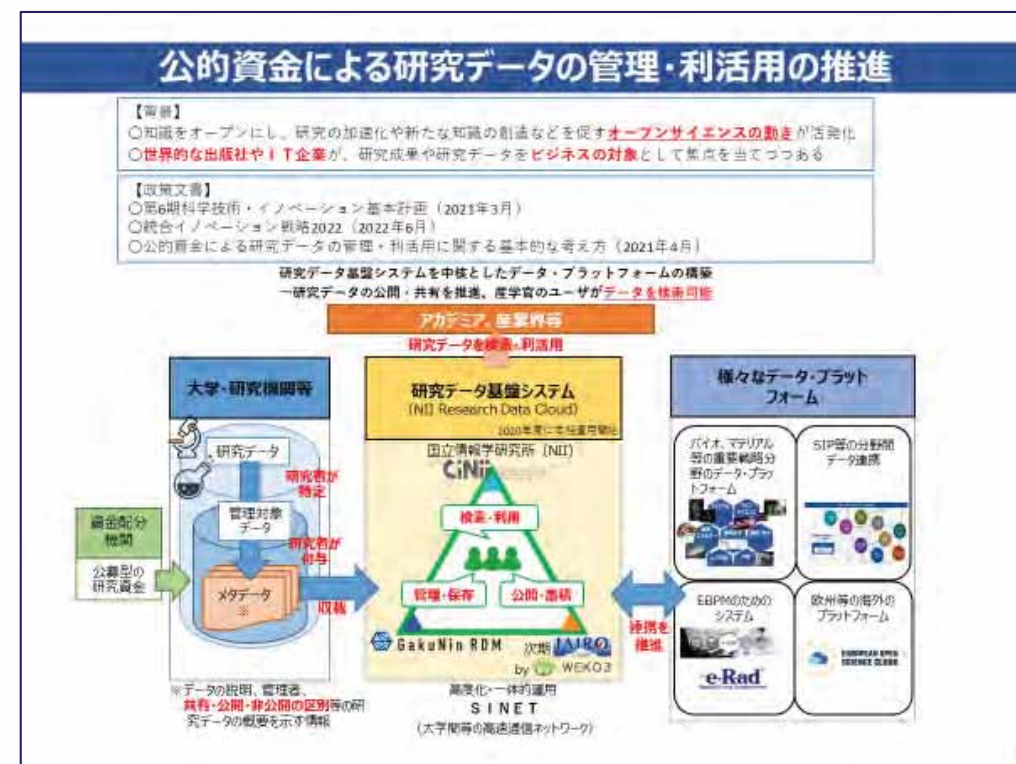 公的資金による研究データの管理・利活用の推進
【背景】
○知識をオープンにし、研究の加速化や新たな知識の創造などを促すオープンサイエンスの動きが活発化
○世界的な出版社やIT企業が、研究成果や研究データをビジネスの対象として焦点を当てつつある
【政策文書】
○第6期科学技術・イノベーション基本計画（2021年3月）
○統合イノベーション戦略2022（2022年6月）
○公的資金による研究データの管理・利活用に関する基本的な考え方（2021年4月）
研究データ基盤システムを中核としたデータ・プラットフォームの構築
－研究データの公開・共有を推進、産学官のユーザがデータを検索可能
アカデミア、産業界等
研究データを検索・利活用
大学・研究機関等
研究データ
研究者が
特定
管理対象
データ
研究者が
付与
メタデータ
※
収載
資金配分
機関
公募型の
研究資金
※データの説明、管理者、
共有・公開・非公開の区別等の研
究データの概要を示す情報
研究データ基盤システム
(NII Research Data Cloud)
2020年度に本格運用開始
国立情報学研究所（NII）
CiNii
検索・利用
管理・保存
公開・蓄積
GakuNin RDM
次期JAIRO
by WEKO3
高度化・一体的運用
SINET
（大学間等の高速通信ネットワーク）
連携を
推進
様々なデータ・プラット
フォーム
バイオ、マテリアル
等の重要戦略分
野のデータ・プラッ
トフォーム
SIP等の分野間
データ連携
EBPMのための
システム
e-Rad
欧州等の海外の
プラットフォーム
EUROPEAN OPEN
SCIENCE CLOUD